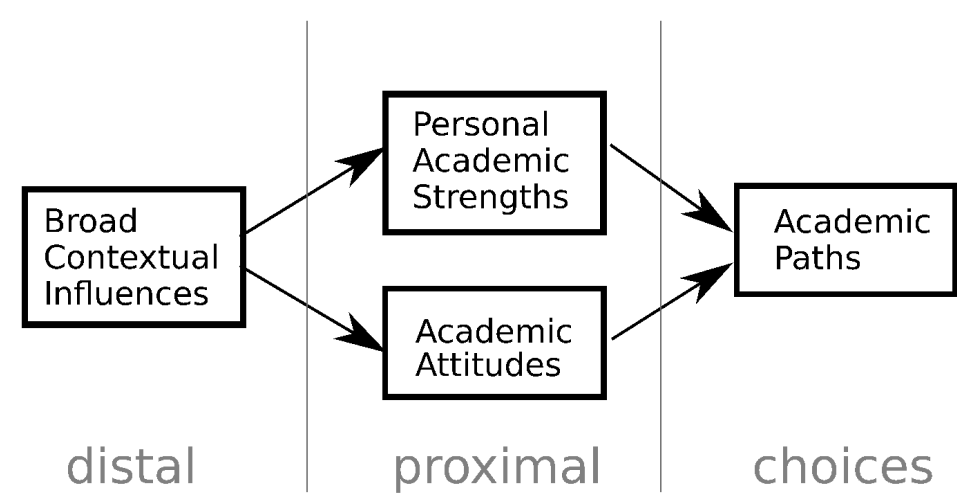 Personal
Academic
Strengths
Broad
Contextual
Influences
Academic
Paths
Academic
Attitudes
distal
proximal
choices